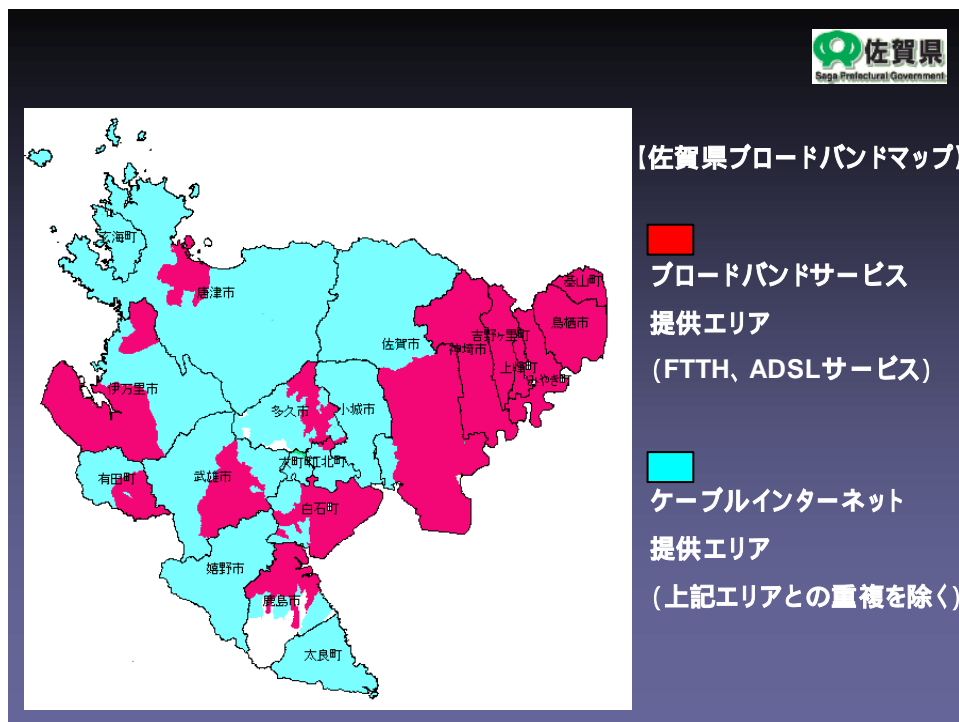 佐賀県
Saga Prefectural Government
【佐賀県ブロードバンドマップ】
ブロードバンドサービス
提供エリア
(FTTH、ADSLサービス)
ケーブルインターネット
提供エリア
(上記エリアとの重複を除く)
玄海町
唐津市
基山町
鳥栖市
吉野ヶ里町
佐賀市
神埼市
上峰町
みやき町
伊万里市
多久市
小城市
大町町
江北町
有田町
武雄市
白石町
嬉野市
鹿島市
太良町